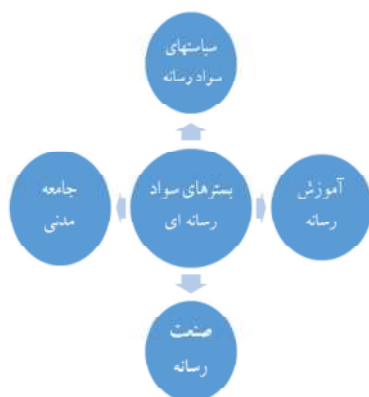 سیاستهای
سواد رسانه
آموزش
رسانه
بسترهای سواد
رسانه ای
جامعه
مدنی
صنعت
رسانه